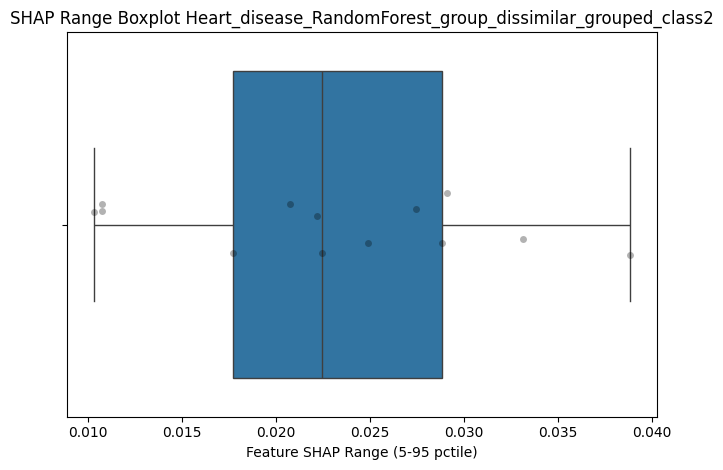 SHAP Range Boxplot Heart_disease_RandomForest_group_dissimilar_grouped_class2
0.010 0.015 0.020 0.025 0.030 0.035 0.040
Feature SHAP Range (5-95 pctile)